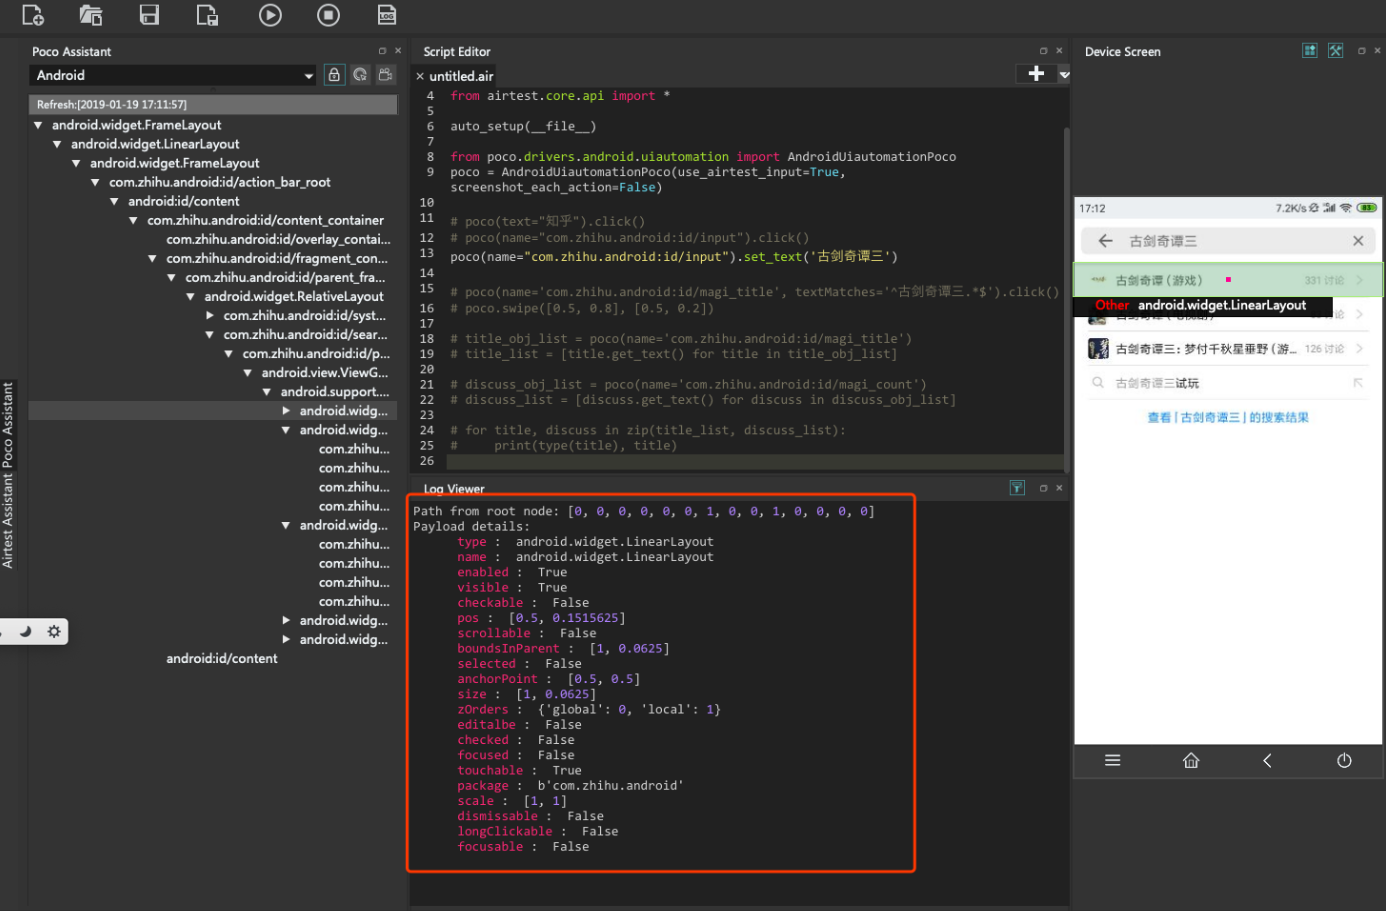 LOG
Poco Assistant
Android
Refresh:[2019-01-19 17:11:57]
android.widget.FrameLayout
android.widget.LinearLayout
android.widget.FrameLayout
com.zhihu.android:id/action_bar_root
android:id/content
com.zhihu.android:id/content_container
com.zhihu.android:id/overlay_contai...
com.zhihu.android:id/fragment_con...
com.zhihu.android:id/parent_fra...
android.widget.RelativeLayout
com.zhihu.android:id/syst...
com.zhihu.android:id/sear...
com.zhihu.android:id/p...
android.view.ViewG...
android.support....
android.widg...
android.widg...
com.zhihu...
com.zhihu...
com.zhihu...
com.zhihu...
android.widg...
com.zhihu...
com.zhihu...
com.zhihu...
com.zhihu...
android.widg...
android.widg...
android:id/content
Poco Assistant
Airtest Assistant
Script Editor
untitled.air
4 from airtest.core.api import *
5
6 auto_setup(__file__)
7
8 from poco.drivers.android.uiautomation import AndroidUiautomationPoco
9 poco = AndroidUiautomationPoco(use_airtest_input=True,
screenshot_each_action=False)
10
11 # poco(text="知乎").click()
12 # poco(name="com.zhihu.android:id/input").click()
13 poco(name="com.zhihu.android:id/input").set_text('古剑奇谭三')
14
15 # poco(name='com.zhihu.android:id/magi_title', textMatches='^古剑奇谭三.*$').click()
16 # poco.swipe([0.5, 0.8], [0.5, 0.2])
17
18 # title_obj_list = poco(name='com.zhihu.android:id/magi_title')
19 # title_list = [title.get_text() for title in title_obj_list]
20
21 # discuss_obj_list = poco(name='com.zhihu.android:id/magi_count')
22 # discuss_list = [discuss.get_text() for discuss in discuss_obj_list]
23
24 # for title, discuss in zip(title_list, discuss_list):
25 # print(type(title), title)
26
Log Viewer
Path from root node: [0, 0, 0, 0, 0, 0, 1, 0, 0, 1, 0, 0, 0, 0]
Payload details:
type : android.widget.LinearLayout
name : android.widget.LinearLayout
enabled : True
visible : True
checkable : False
pos : [0.5, 0.1515625]
scrollable : False
boundsInParent : [1, 0.0625]
selected : False
anchorPoint : [0.5, 0.5]
size : [1, 0.0625]
zOrders : {'global': 0, 'local': 1}
editalbe : False
checked : False
focused : False
touchable : True
package : b'com.zhihu.android'
scale : [1, 1]
dismissable : False
longClickable : False
focusable : False
Device Screen
17:12 7.2K/s 83
古剑奇谭三
古剑奇谭（游戏） 331 讨论
Other android.widget.LinearLayout
古剑奇谭三：梦付千秋星垂野（游... 126 讨论
古剑奇谭三试玩
查看「古剑奇谭三」的搜索结果